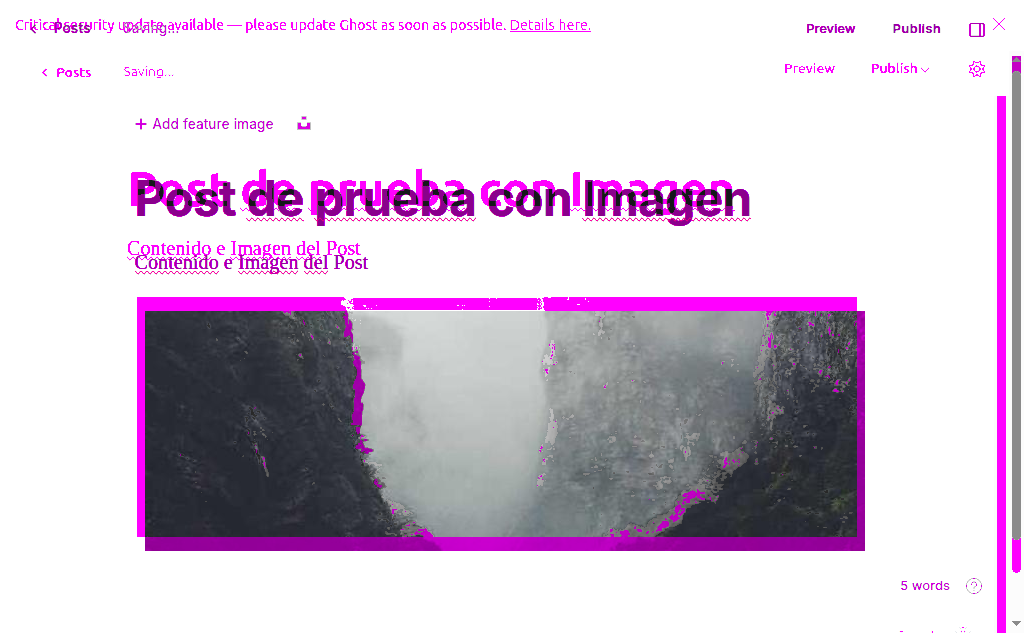 Critical security update available — please update Ghost as soon as possible. Details here.
Posts Saving... Preview Publish
Posts Saving... Preview Publish
+ Add feature image
Post de prueba con Imagen
Post de prueba con Imagen
Contenido e Imagen del Post
Contenido e Imagen del Post
5 words ?